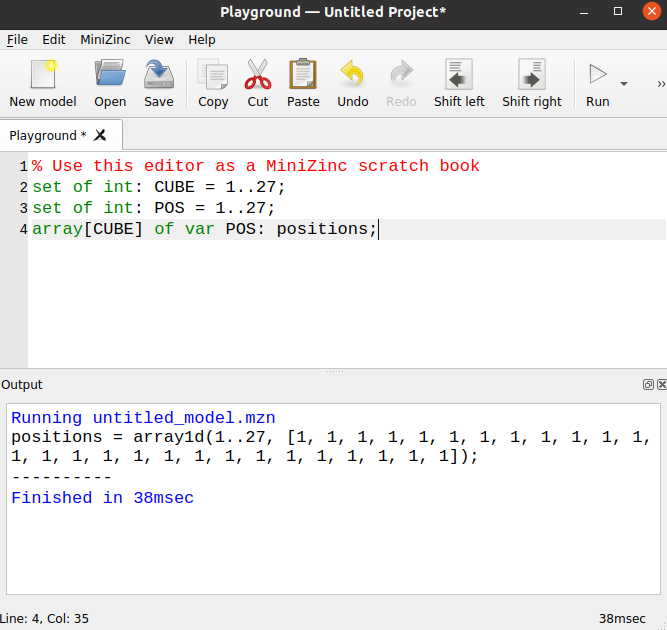 Playground — Untitled Project*
File Edit MiniZinc View Help
New model Open Save Copy Cut Paste Undo Redo Shift left Shift right Run »
Playground *
1 % Use this editor as a MiniZinc scratch book
2 set of int: CUBE = 1..27;
3 set of int: POS = 1..27;
4 array[CUBE] of var POS: positions;
Output
Running untitled_model.mzn
positions = array1d(1..27, [1, 1, 1, 1, 1, 1, 1, 1, 1, 1, 1, 1,
1, 1, 1, 1, 1, 1, 1, 1, 1, 1, 1, 1, 1, 1, 1]);
----------
Finished in 38msec
Line: 4, Col: 35 38msec